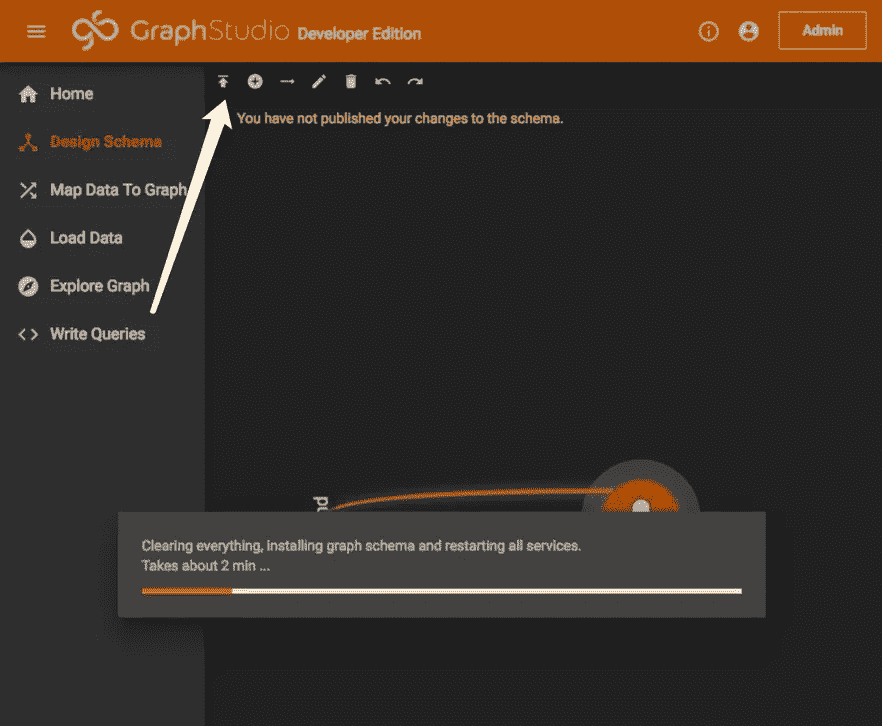 GraphStudio Developer Edition
Admin
Home
Design Schema
Map Data To Graph
Load Data
Explore Graph
Write Queries
You have not published your changes to the schema.
Clearing everything, installing graph schema and restarting all services.
Takes about 2 min ...